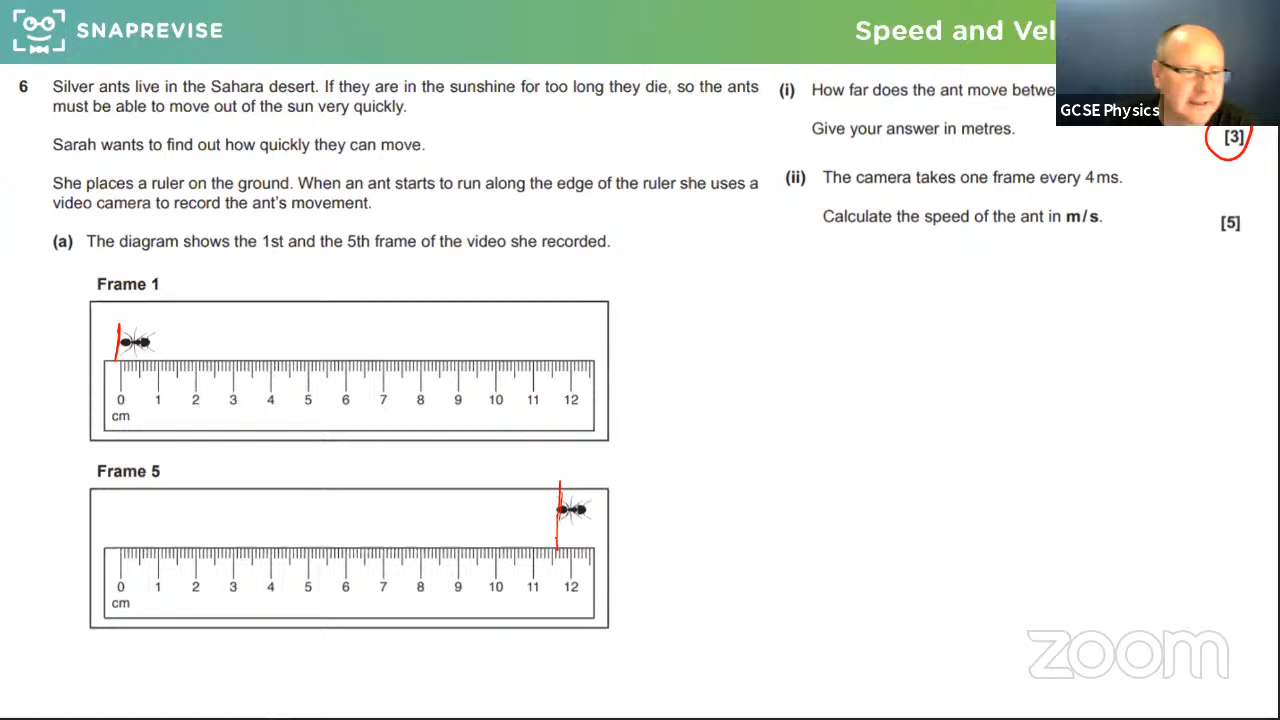 SNAPREVISE
Speed and Vel
GCSE Physics
6 Silver ants live in the Sahara desert. If they are in the sunshine for too long they die, so the ants
must be able to move out of the sun very quickly.
Sarah wants to find out how quickly they can move.
She places a ruler on the ground. When an ant starts to run along the edge of the ruler she uses a
video camera to record the ant's movement.
(a) The diagram shows the 1st and the 5th frame of the video she recorded.
Frame 1
0 1 2 3 4 5 6 7 8 9 10 11 12
cm
Frame 5
0 1 2 3 4 5 6 7 8 9 10 11 12
cm
(i) How far does the ant move betwe
Give your answer in metres.
[3]
(ii) The camera takes one frame every 4 ms.
Calculate the speed of the ant in m/s.
[5]
zoom